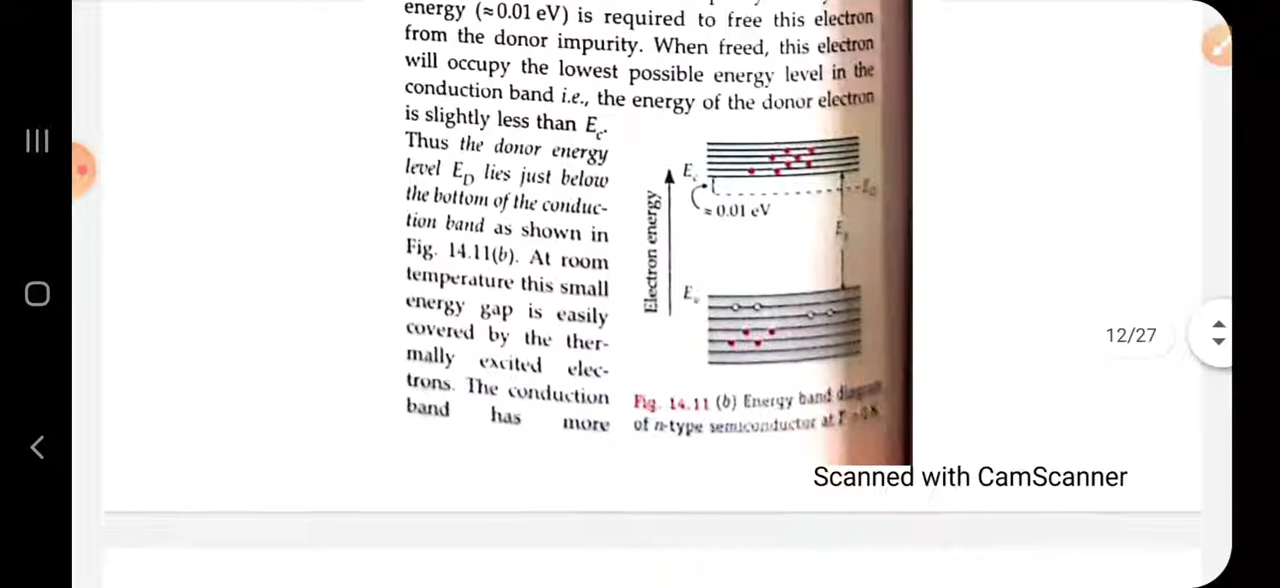 energy (≈0.01 eV) is required to free this electron
from the donor impurity. When freed, this electron
will occupy the lowest possible energy level in the
conduction band i.e., the energy of the donor electron
is slightly less than Ec.
Thus the donor energy
level ED lies just below
the bottom of the conduc-
tion band as shown in
Fig. 14.11(b). At room
temperature this small
energy gap is easily
covered by the ther-
mally excited elec-
trons. The conduction
band has more
Electron energy
Ec
≈ 0.01 eV
ED
Eg
Ev
Fig. 14.11 (b) Energy band diagram
of n-type semiconductor at T > 0 K
12/27
Scanned with CamScanner